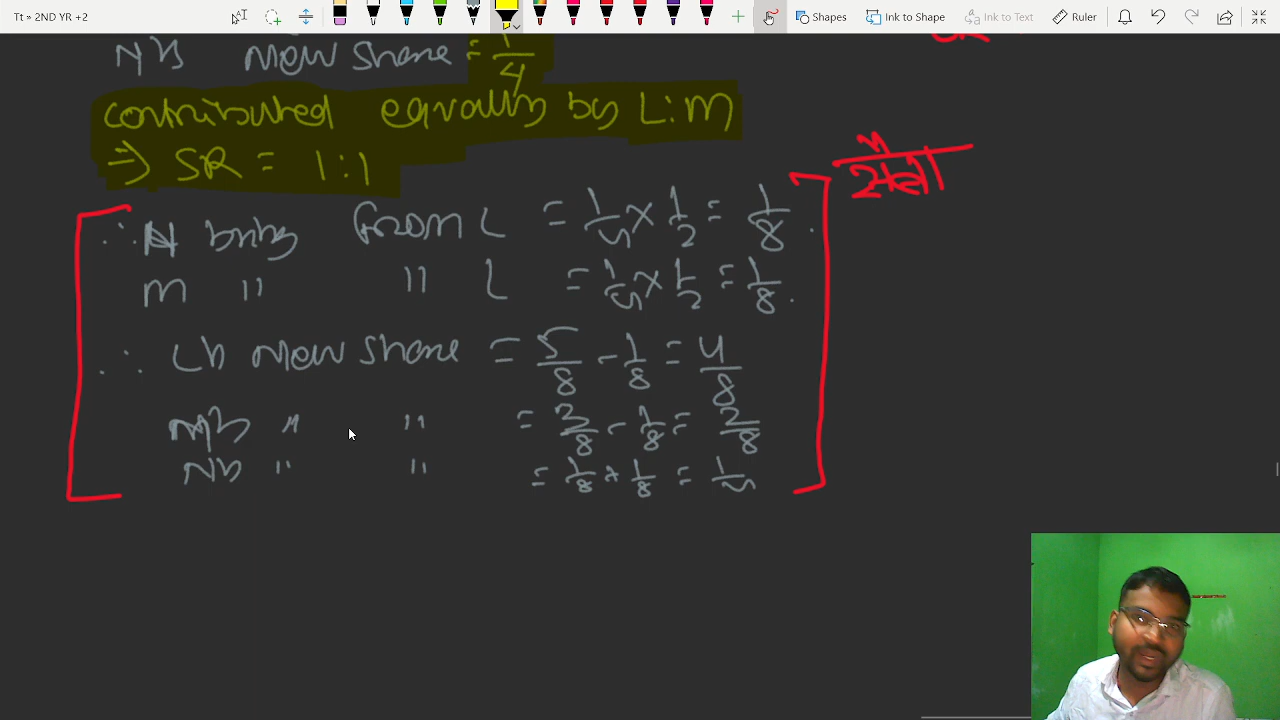 Tt » 2ND YR +2
Shapes
Ink to Shape
Ink to Text
Ruler
N's New share = 1/4
contributed equally by L:M
⇒ SR = 1:1
∴ N bring from L = 1/4 × 1/2 = 1/8
M " " L = 1/4 × 1/2 = 1/8
∴ L's New share = 5/8 - 1/8 = 4/8
M's " " = 3/8 - 1/8 = 2/8
N's " " = 1/8 + 1/8 = 1/4